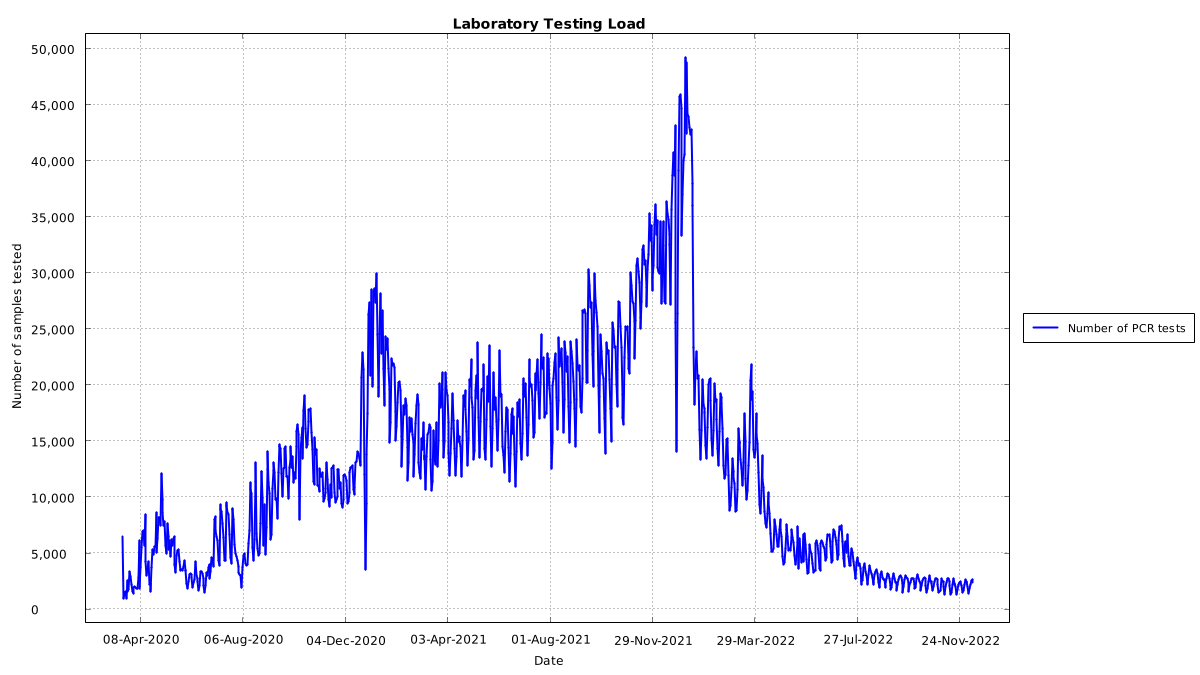 Laboratory Testing Load
50,000
45,000
40,000
35,000
30,000
25,000
20,000
15,000
10,000
5,000
0
Number of samples tested
08-Apr-2020
06-Aug-2020
04-Dec-2020
03-Apr-2021
01-Aug-2021
29-Nov-2021
29-Mar-2022
27-Jul-2022
24-Nov-2022
Date
Number of PCR tests